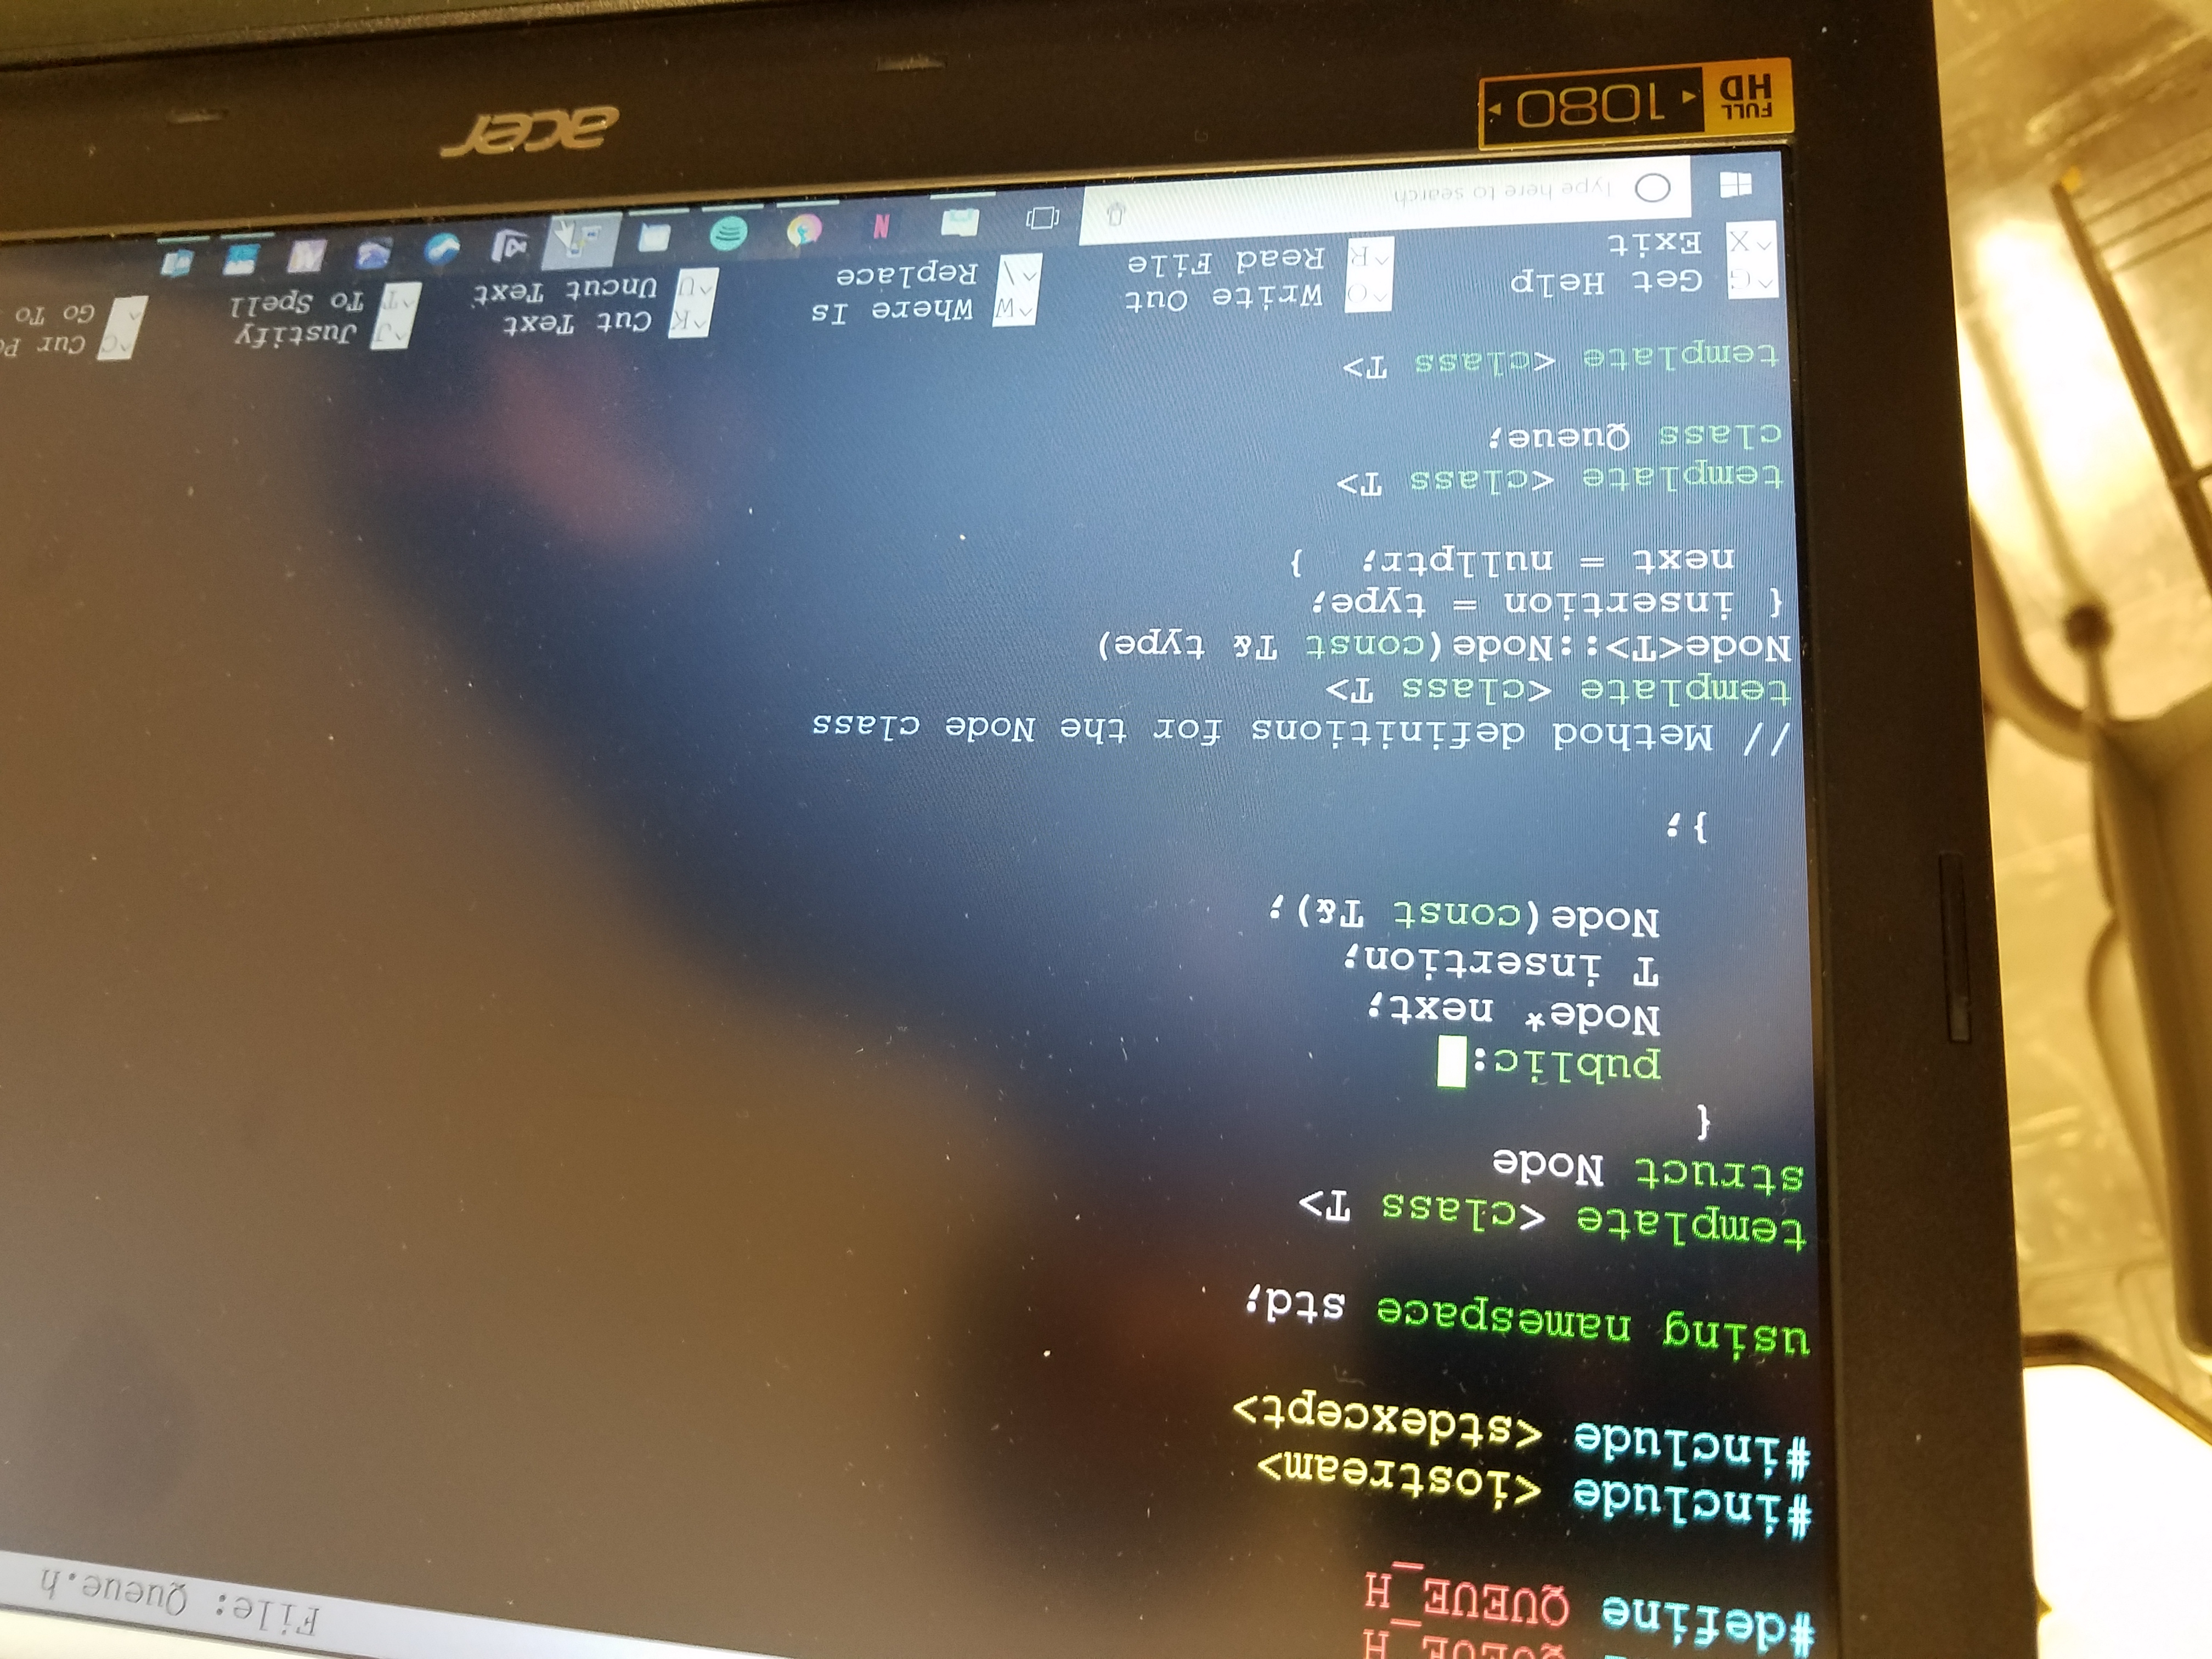 File: Queue.h
QUEUE_H
#define QUEUE_H
#include <iostream>
#include <stdexcept>
using namespace std;
template <class T>
struct Node
{
public:
Node* next;
T insertion;
Node(const T&);
};
// Method definitions for the Node class
template <class T>
Node<T>::Node(const T& type)
{ insertion = type;
next = nullptr; }
template <class T>
class Queue;
template <class T>
^G Get Help ^O Write Out ^W Where Is ^K Cut Text ^J Justify ^C Cur
^X Exit ^R Read File ^\ Replace ^U Uncut Text ^T To Spell ^ Go To
Type here to search
N
FULL HD 1080
acer